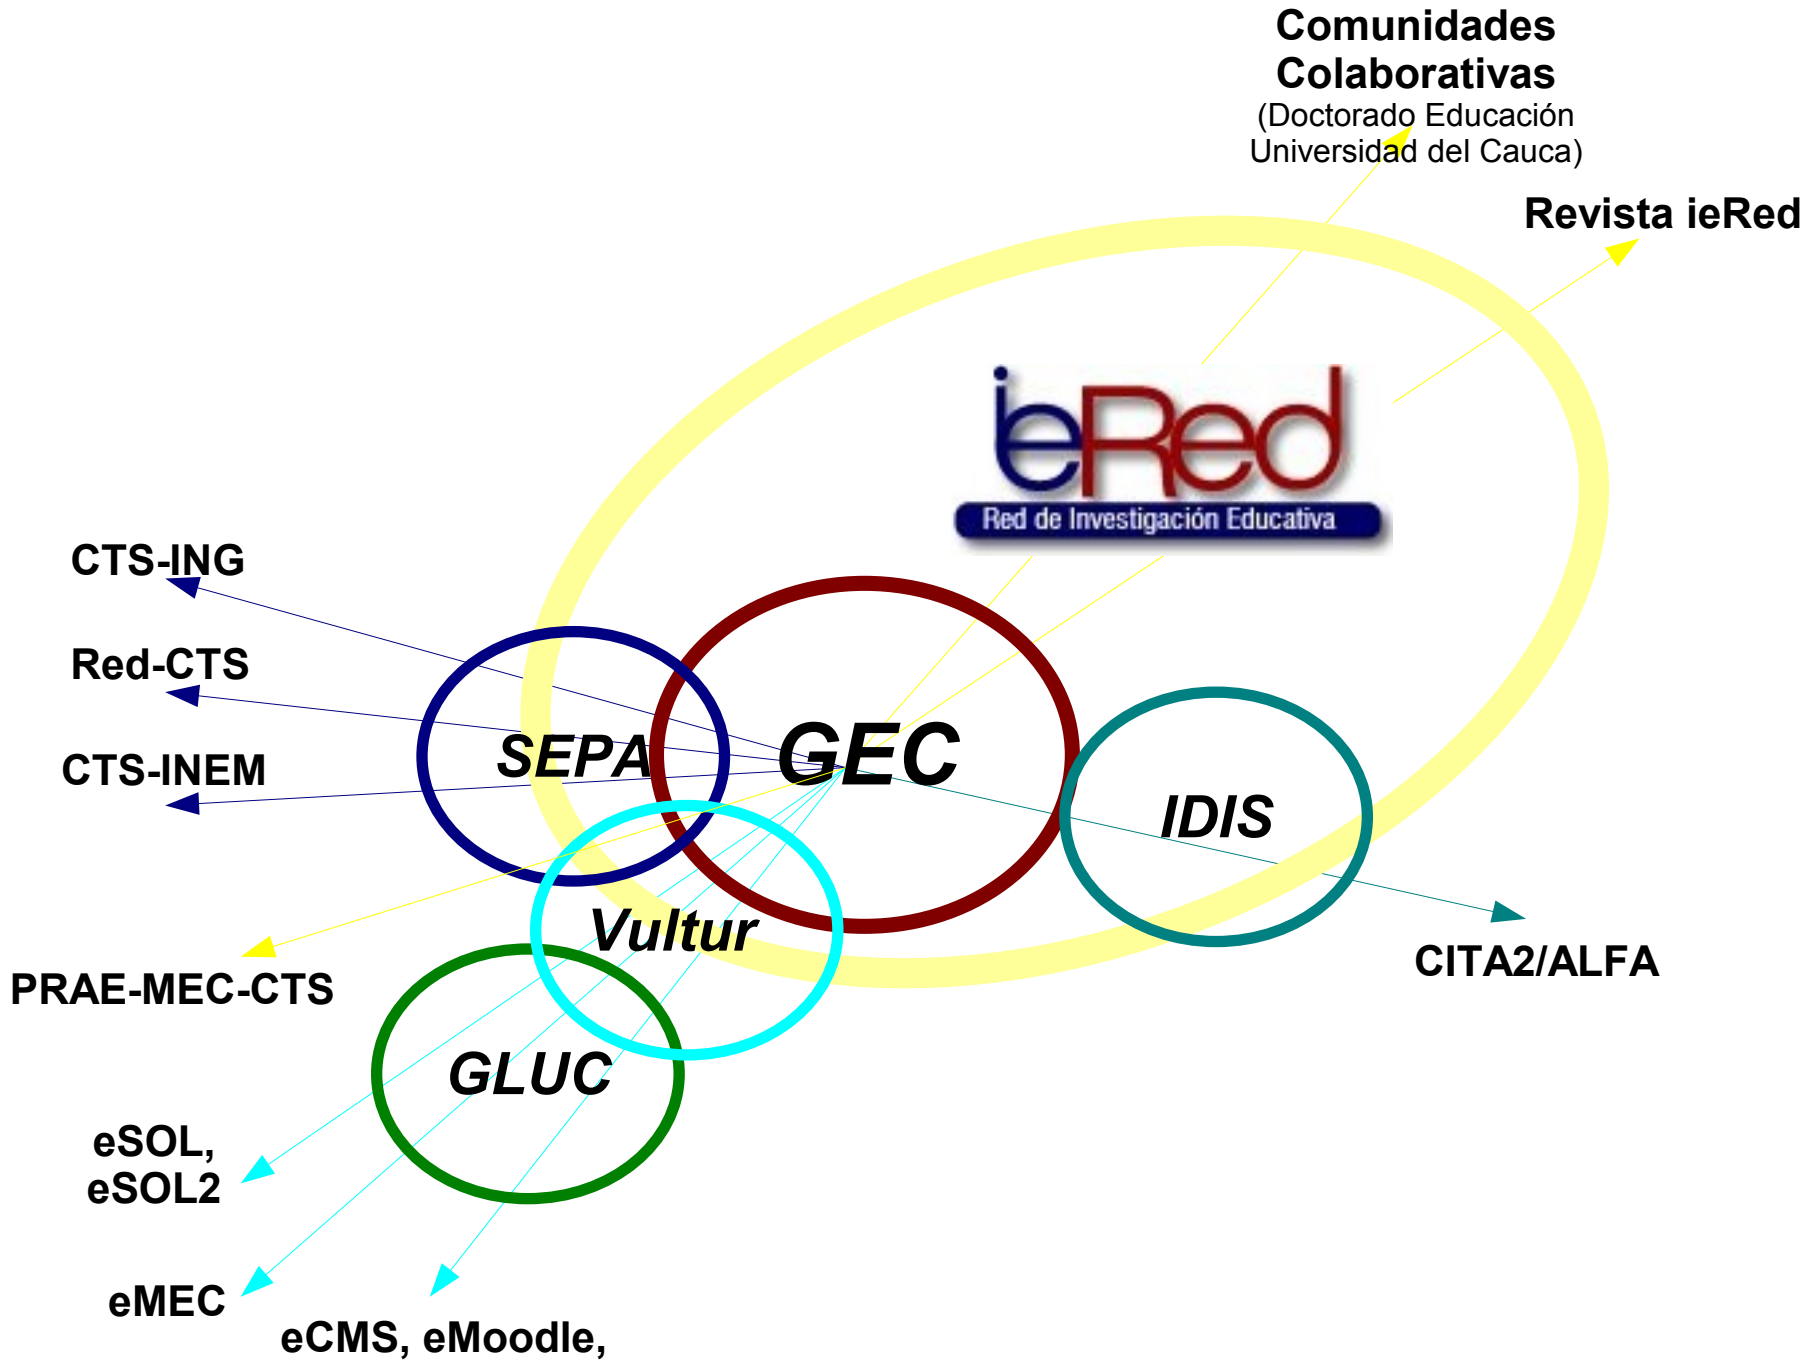 Comunidades
Colaborativas
(Doctorado Educación
Universidad del Cauca)
Revista ieRed
ieRed
Red de Investigación Educativa
CTS-ING
Red-CTS
CTS-INEM
SEPA
GEC
IDIS
Vultur
PRAE-MEC-CTS
CITA2/ALFA
GLUC
eSOL,
eSOL2
eMEC
eCMS, eMoodle,